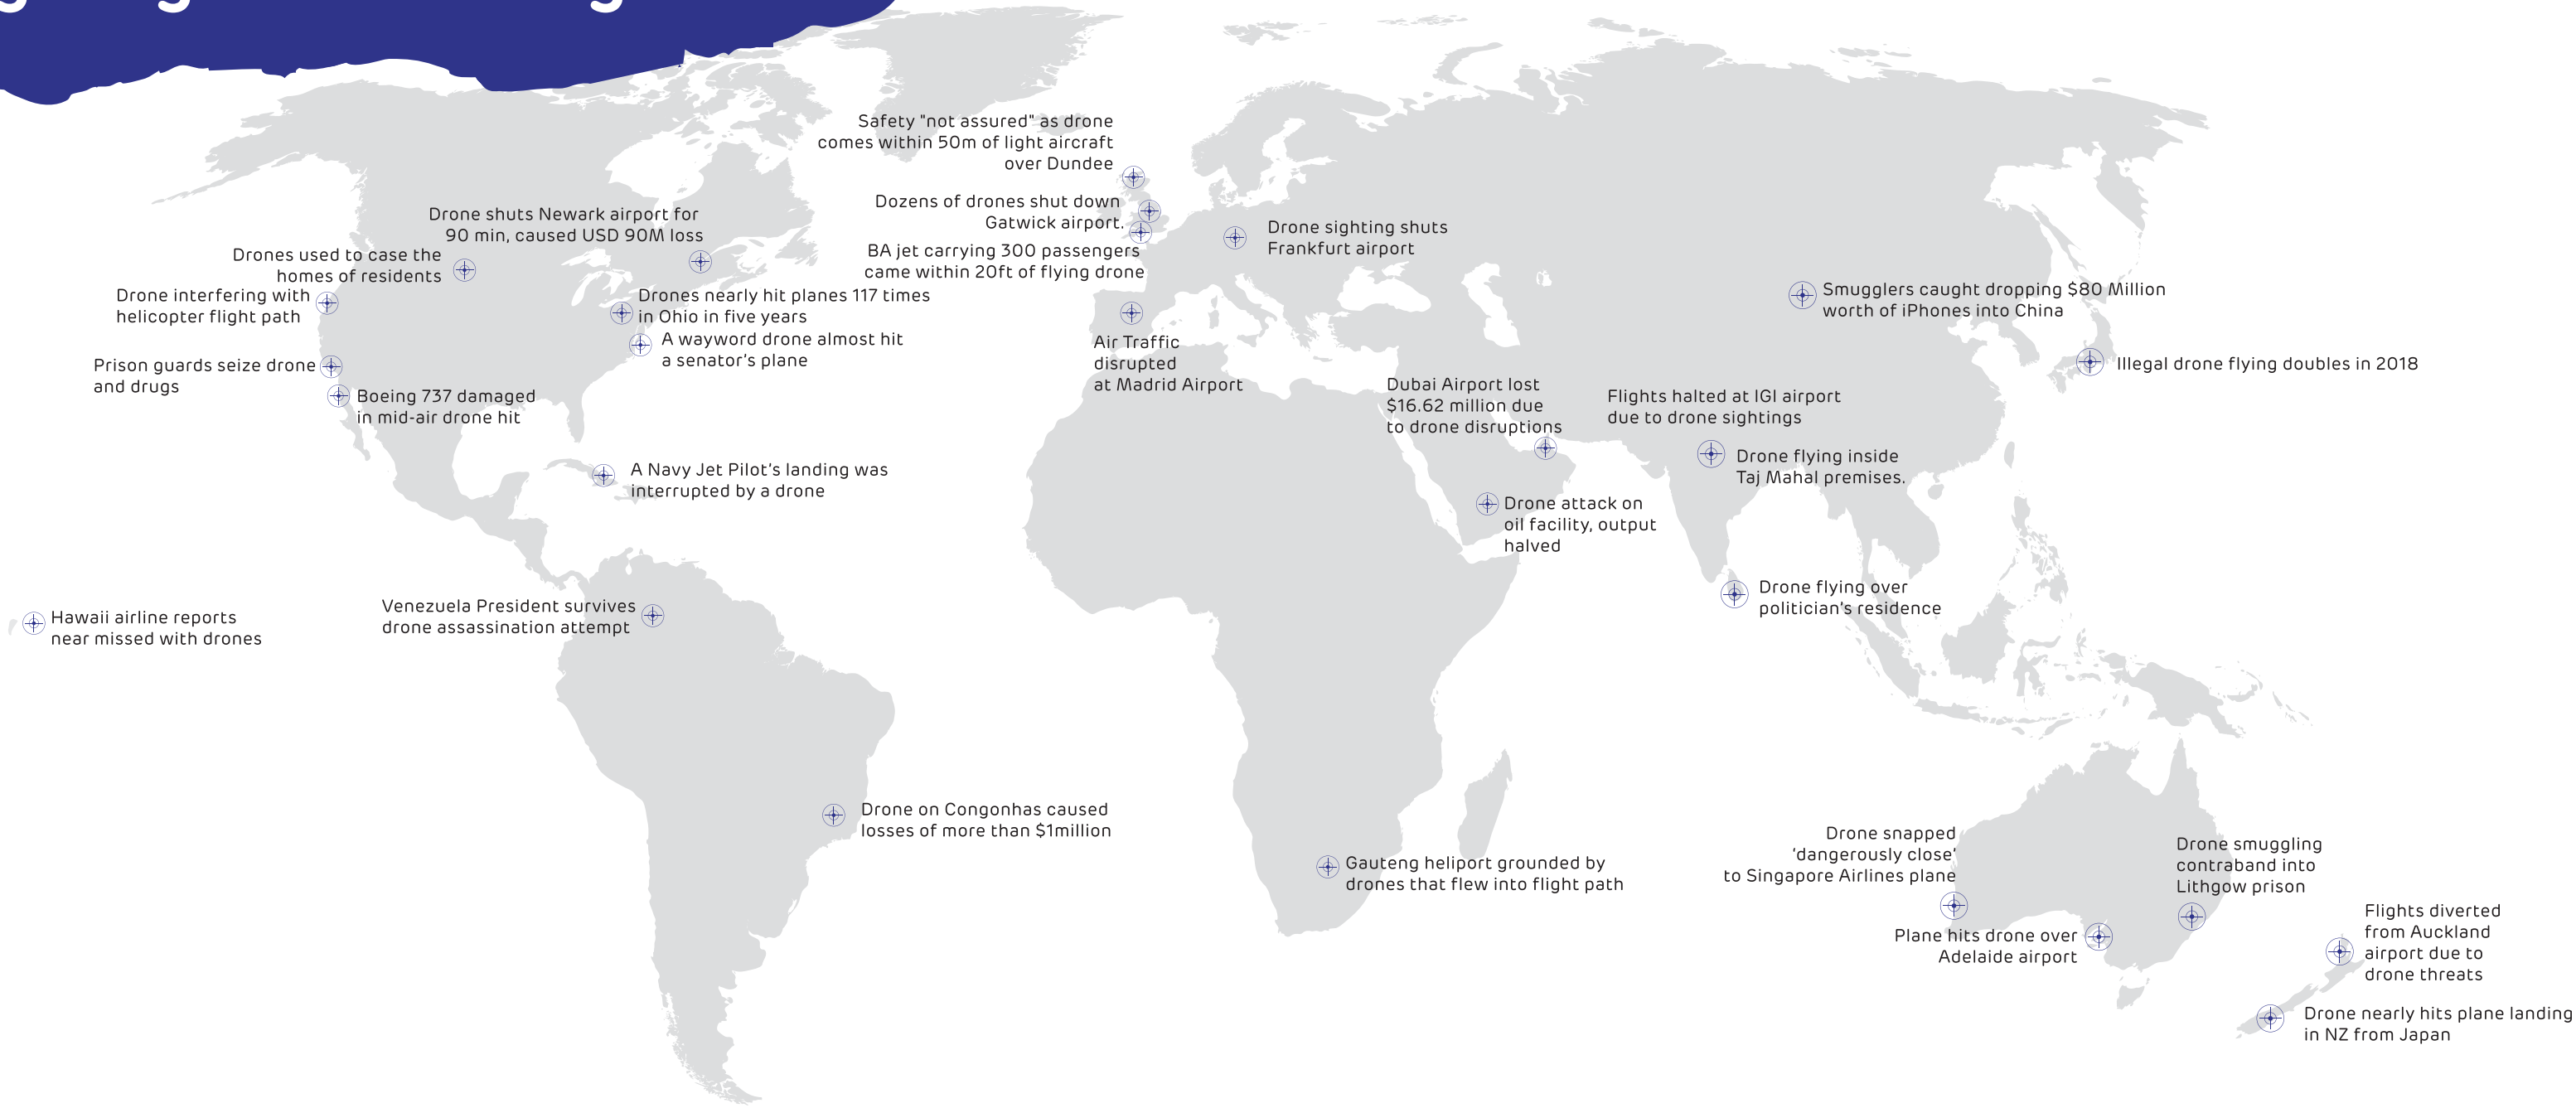 Safety "not assured" as drone
comes within 50m of light aircraft
over Dundee
Dozens of drones shut down
Gatwick airport.
BA jet carrying 300 passengers
came within 20ft of flying drone
Drone sighting shuts
Frankfurt airport
Drone shuts Newark airport for
90 min, caused USD 90M loss
Drones used to case the
homes of residents
Drone interfering with
helicopter flight path
Drones nearly hit planes 117 times
in Ohio in five years
A wayword drone almost hit
a senator's plane
Prison guards seize drone
and drugs
Boeing 737 damaged
in mid-air drone hit
Air Traffic
disrupted
at Madrid Airport
Smugglers caught dropping $80 Million
worth of iPhones into China
Illegal drone flying doubles in 2018
Dubai Airport lost
$16.62 million due
to drone disruptions
Flights halted at IGI airport
due to drone sightings
Drone flying inside
Taj Mahal premises.
A Navy Jet Pilot's landing was
interrupted by a drone
Drone attack on
oil facility, output
halved
Drone flying over
politician's residence
Hawaii airline reports
near missed with drones
Venezuela President survives
drone assassination attempt
Drone on Congonhas caused
losses of more than $1million
Gauteng heliport grounded by
drones that flew into flight path
Drone snapped
'dangerously close'
to Singapore Airlines plane
Drone smuggling
contraband into
Lithgow prison
Plane hits drone over
Adelaide airport
Flights diverted
from Auckland
airport due to
drone threats
Drone nearly hits plane landing
in NZ from Japan